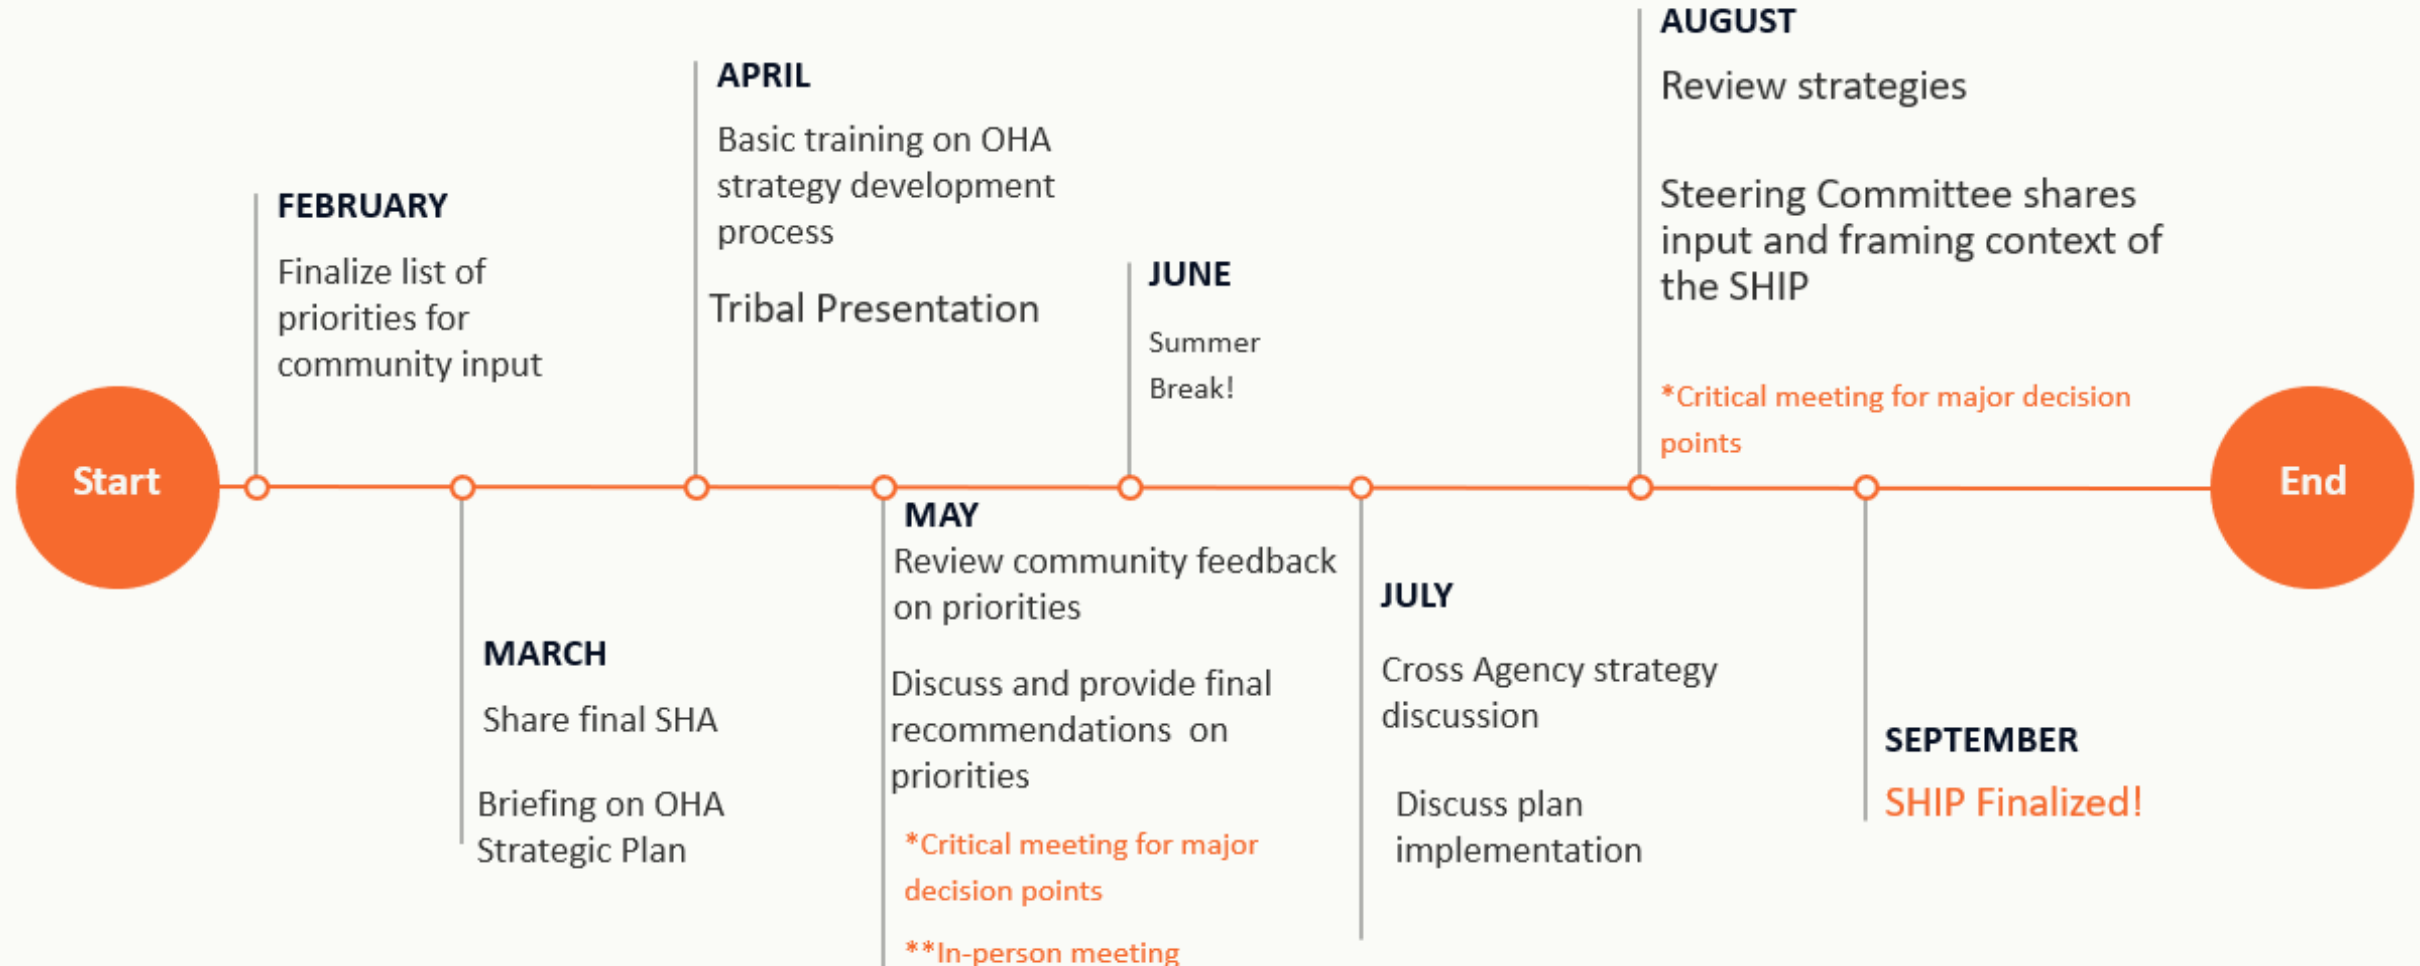 Start
FEBRUARY
Finalize list of
priorities for
community input
MARCH
Share final SHA
Briefing on OHA
Strategic Plan
APRIL
Basic training on OHA
strategy development
process
Tribal Presentation
MAY
Review community feedback
on priorities
Discuss and provide final
recommendations  on
priorities
*Critical meeting for major
decision points
**In-person meeting
JUNE
Summer
Break!
JULY
Cross Agency strategy
discussion
Discuss plan
implementation
AUGUST
Review strategies
Steering Committee shares
input and framing context of
the SHIP
*Critical meeting for major decision
points
SEPTEMBER
SHIP Finalized!
End